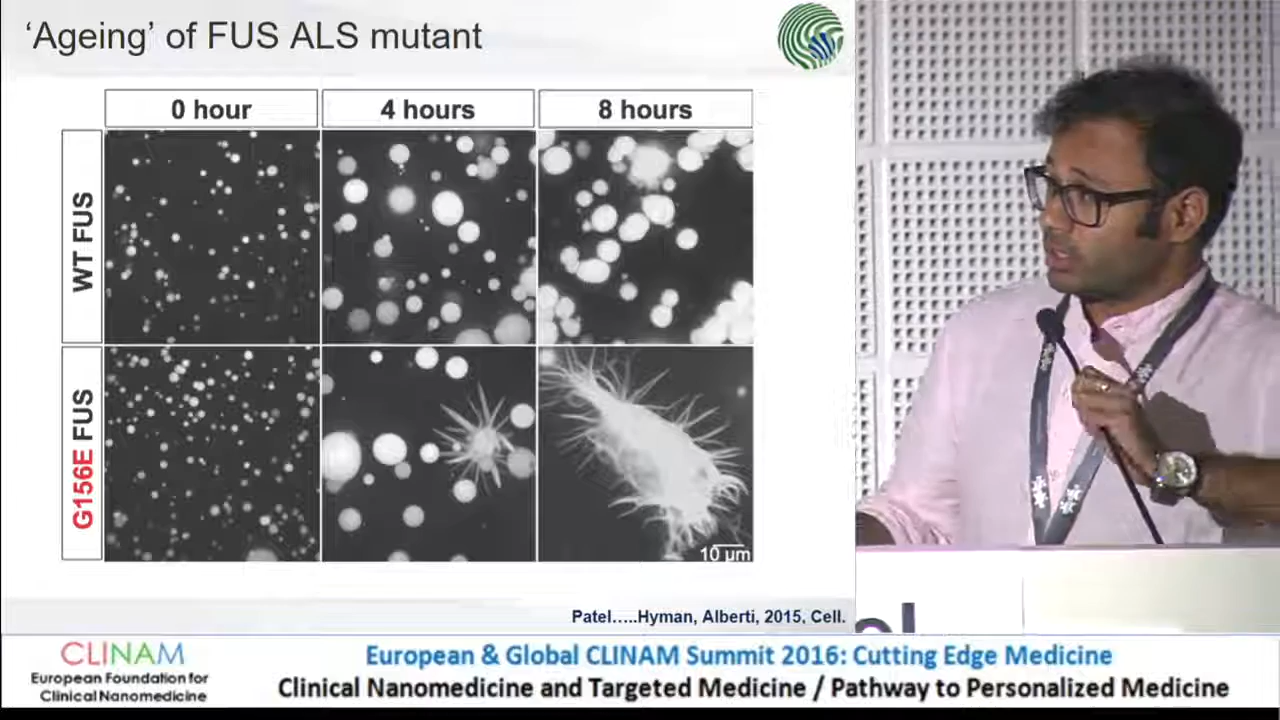 ‘Ageing’ of FUS ALS mutant
0 hour
4 hours
8 hours
WT FUS
G156E FUS
10 µm
Patel…..Hyman, Alberti, 2015, Cell.
CLINAM
European Foundation for
Clinical Nanomedicine
European & Global CLINAM Summit 2016: Cutting Edge Medicine
Clinical Nanomedicine and Targeted Medicine / Pathway to Personalized Medicine